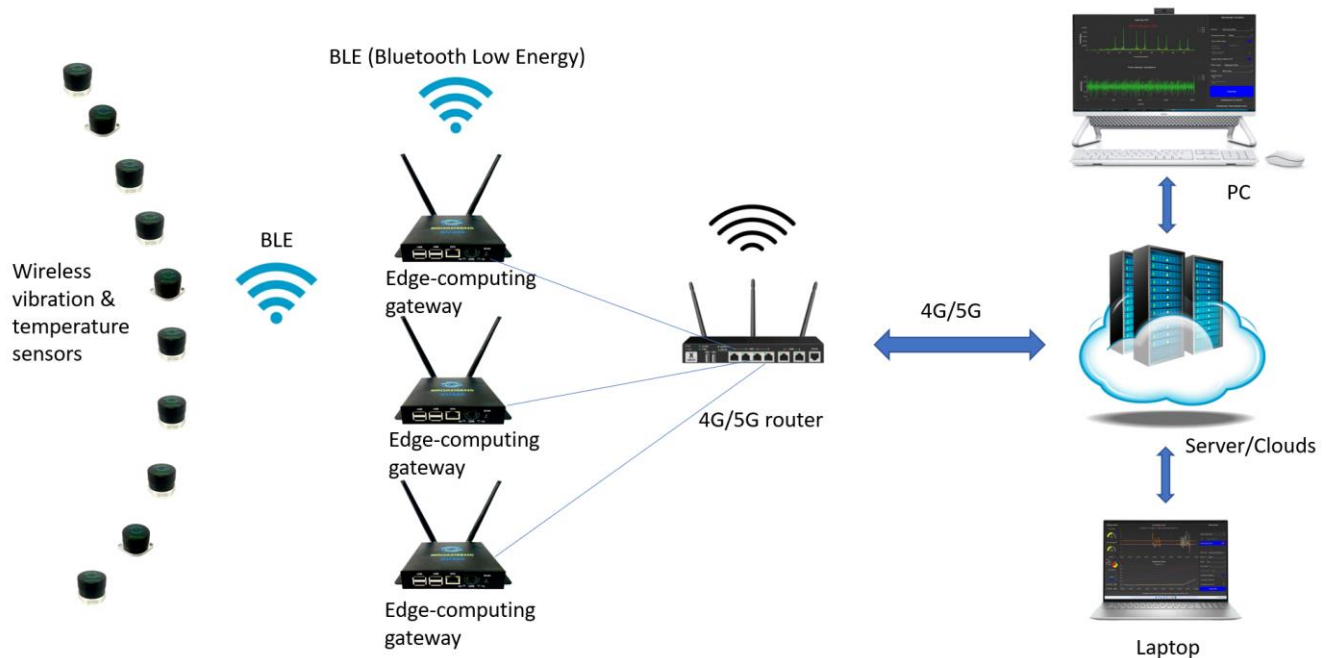 BLE (Bluetooth Low Energy)
BLE
Wireless
vibration &
temperature
sensors
Edge-computing
gateway
Edge-computing
gateway
Edge-computing
gateway
4G/5G router
4G/5G
PC
Server/Clouds
Laptop